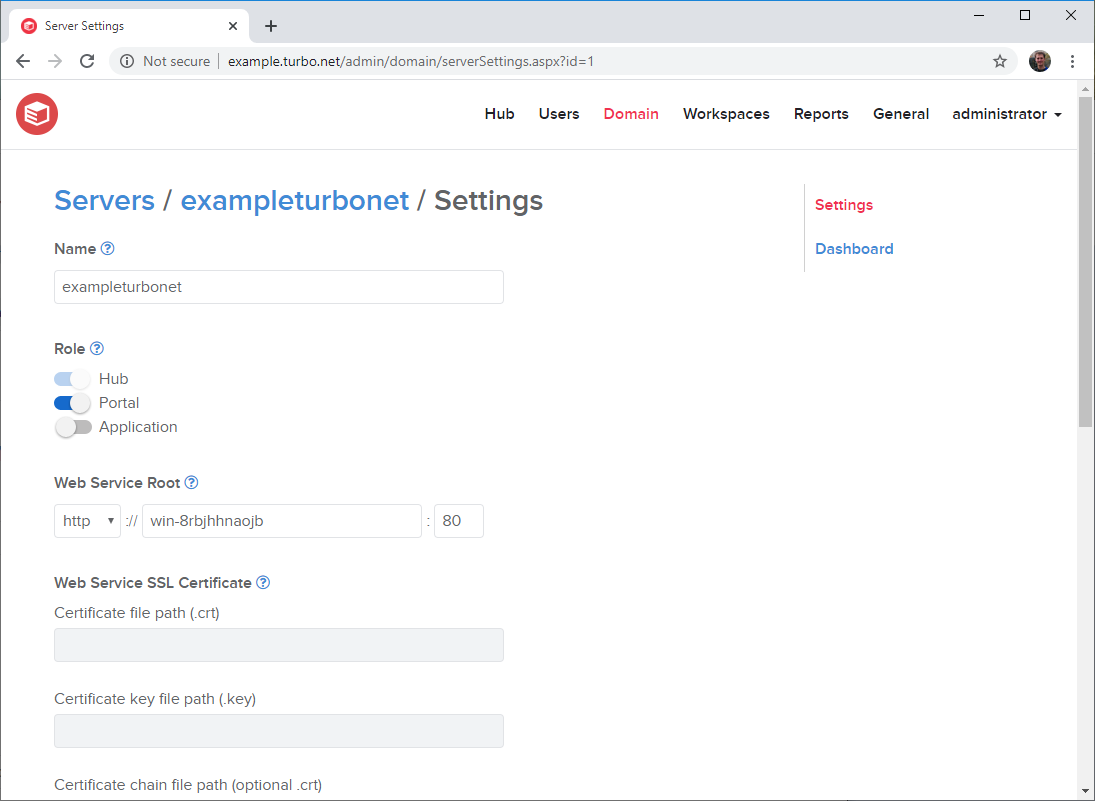 Server Settings
Not secure example.turbo.net/admin/domain/serverSettings.aspx?id=1
Hub Users Domain Workspaces Reports General administrator
Servers / exampleturbonet / Settings
Settings
Dashboard
Name ?
exampleturbonet
Role ?
Hub
Portal
Application
Web Service Root ?
http :// win-8rbjhhnaojb : 80
Web Service SSL Certificate ?
Certificate file path (.crt)
Certificate key file path (.key)
Certificate chain file path (optional .crt)